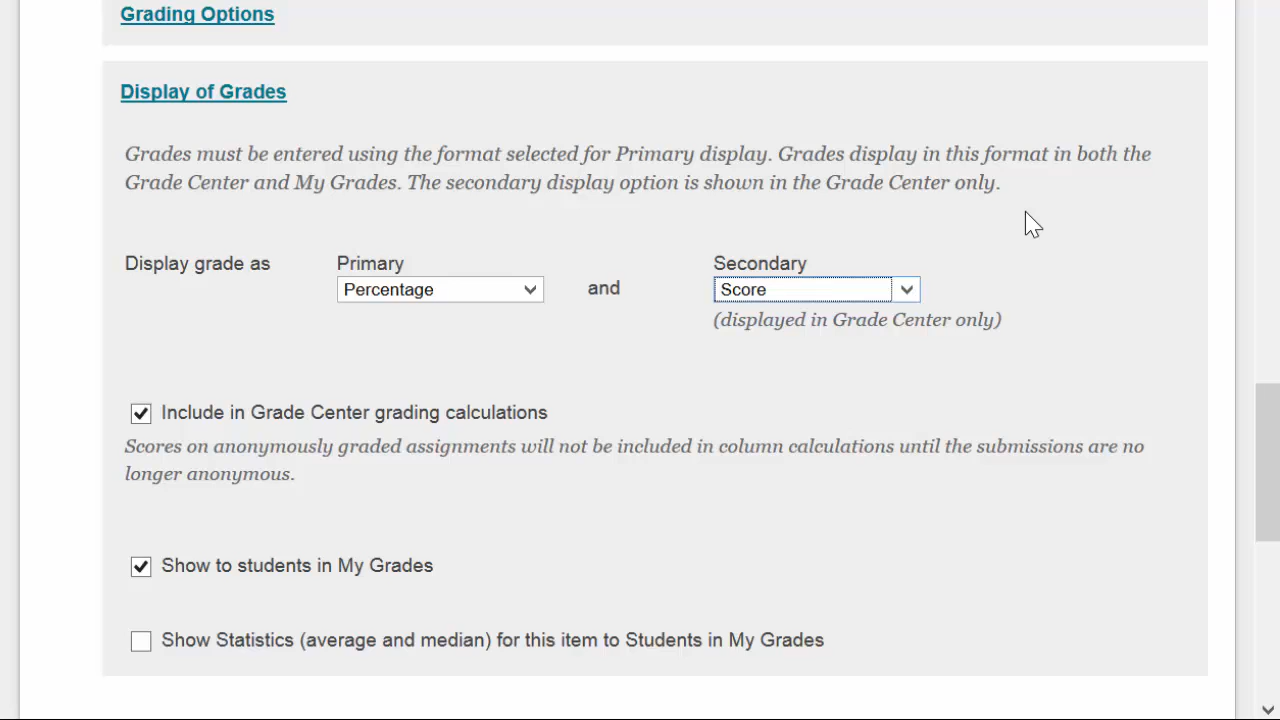 Grading Options
Display of Grades
Grades must be entered using the format selected for Primary display. Grades display in this format in both the
Grade Center and My Grades. The secondary display option is shown in the Grade Center only.
Display grade as
Primary
Percentage
and
Secondary
Score
(displayed in Grade Center only)
Include in Grade Center grading calculations
Scores on anonymously graded assignments will not be included in column calculations until the submissions are no
longer anonymous.
Show to students in My Grades
Show Statistics (average and median) for this item to Students in My Grades